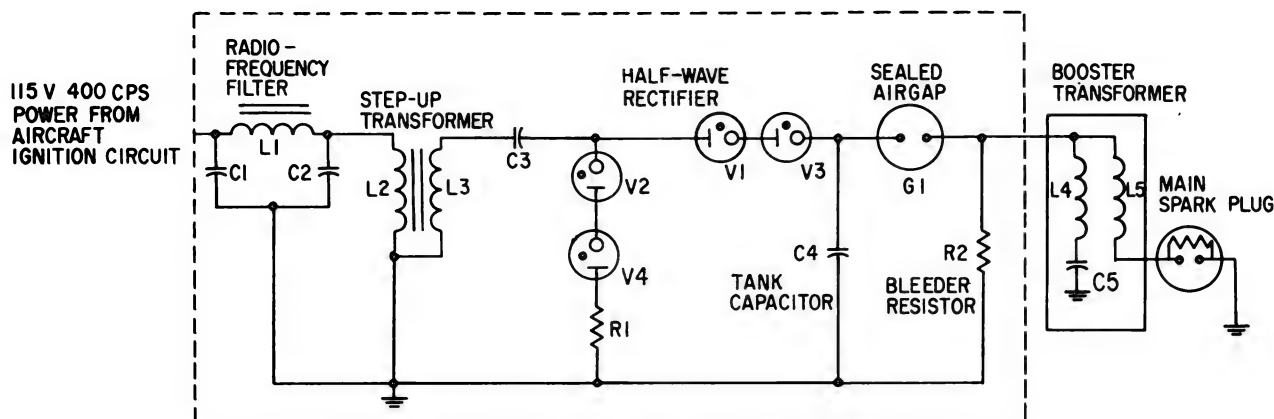 115 V 400 CPS
POWER FROM
AIRCRAFT
IGNITION CIRCUIT
RADIO-
FREQUENCY
FILTER
L1
C1
C2
STEP-UP
TRANSFORMER
L2
L3
C3
V2
V4
R1
HALF-WAVE
RECTIFIER
V1
V3
C4
TANK
CAPACITOR
SEALED
AIRGAP
G1
R2
BLEEDER
RESISTOR
BOOSTER
TRANSFORMER
L4
L5
C5
MAIN
SPARK PLUG